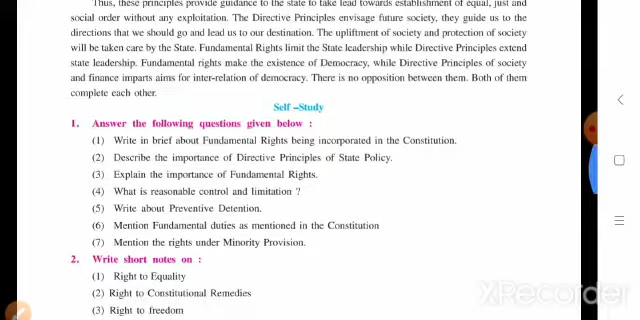 Thus, these principles provide guidance to the state to take lead towards establishment of equal, just and
social order without any exploitation. The Directive Principles envisage future society, they guide us to the
directions that we should go and lead us to our destination. The upliftment of society and protection of society
will be taken care by the State. Fundamental Rights limit the State leadership while Directive Principles extend
state leadership. Fundamental rights make the existence of Democracy, while Directive Principles of society
and finance imparts aims for inter-relation of democracy. There is no opposition between them. Both of them
complete each other.
Self -Study
1. Answer the following questions given below :
(1) Write in brief about Fundamental Rights being incorporated in the Constitution.
(2) Describe the importance of Directive Principles of State Policy.
(3) Explain the importance of Fundamental Rights.
(4) What is reasonable control and limitation ?
(5) Write about Preventive Detention.
(6) Mention Fundamental duties as mentioned in the Constitution
(7) Mention the rights under Minority Provision.
2. Write short notes on :
(1) Right to Equality
(2) Right to Constitutional Remedies
(3) Right to freedom
XRecorder